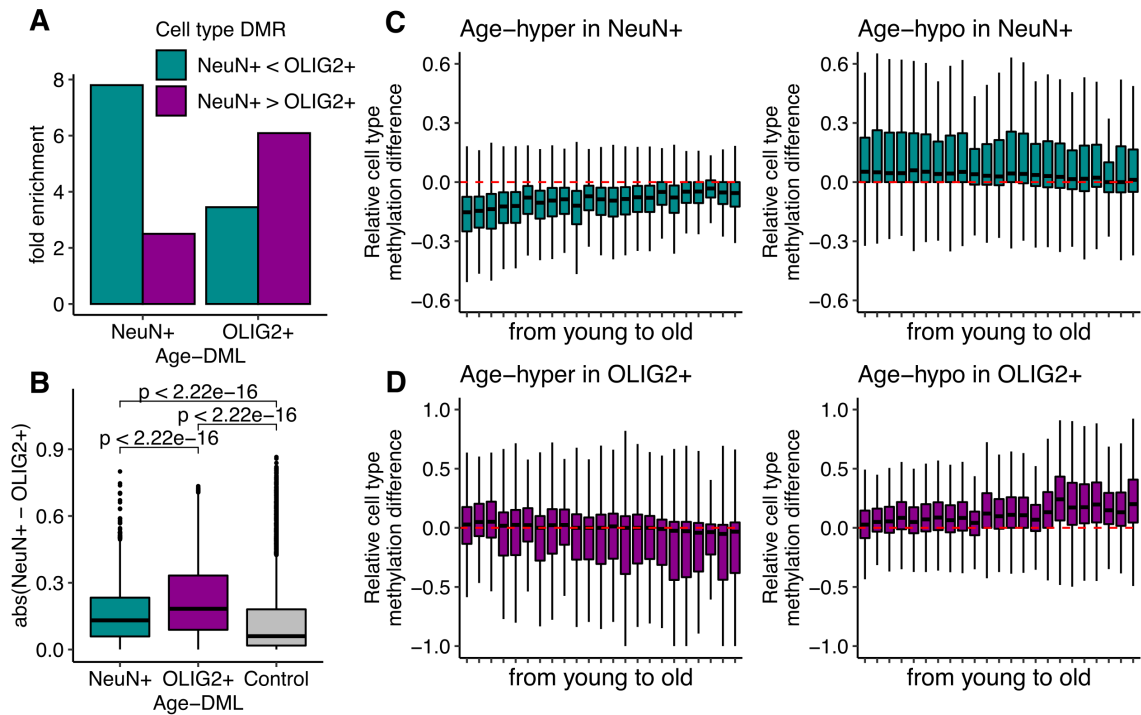 A
Cell type DMR
NeuN+ < OLIG2+
NeuN+ > OLIG2+
fold enrichment
8
6
4
2
0
NeuN+ OLIG2+
Age−DML
B
p < 2.22e−16
p < 2.22e−16
p < 2.22e−16
abs(NeuN+ − OLIG2+)
0.9
0.6
0.3
0.0
NeuN+ OLIG2+ Control
Age−DML
C
Age−hyper in NeuN+
Relative cell type
methylation difference
0.6
0.3
0.0
−0.3
−0.6
from young to old
Age−hypo in NeuN+
Relative cell type
methylation difference
0.6
0.3
0.0
−0.3
−0.6
from young to old
D
Age−hyper in OLIG2+
Relative cell type
methylation difference
1.0
0.5
0.0
−0.5
−1.0
from young to old
Age−hypo in OLIG2+
Relative cell type
methylation difference
1.0
0.5
0.0
−0.5
−1.0
from young to old